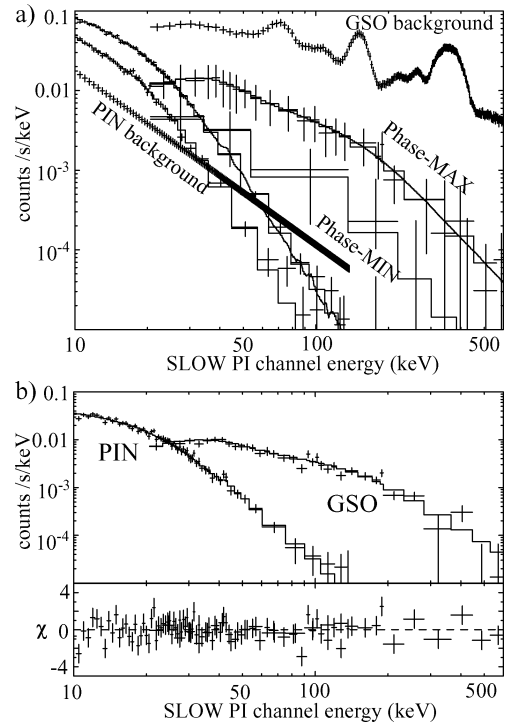 a)
0.1
0.01
10⁻³
10⁻⁴
counts /s/keV
GSO background
PIN background
Phase-MAX
Phase-MIN
10 50 100 500
SLOW PI channel energy (keV)
b)
0.1
0.01
10⁻³
10⁻⁴
counts /s/keV
PIN
GSO
4
0
-4
χ
10 50 100 500
SLOW PI channel energy (keV)